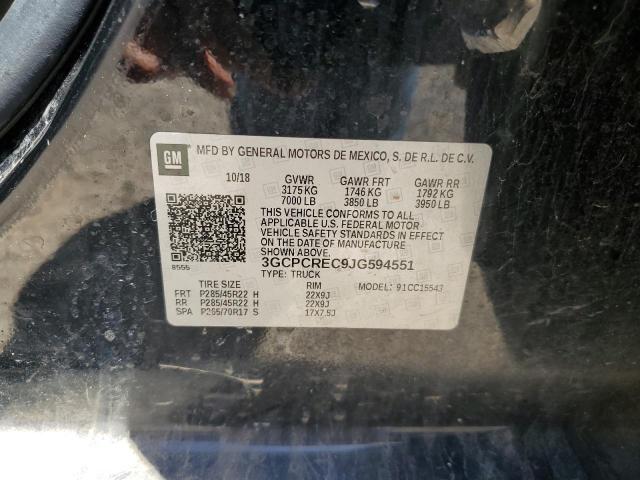 GM MFD BY GENERAL MOTORS DE MEXICO, S. DE R.L. DE C.V.
10/18 GVWR GAWR FRT GAWR RR
3175 KG 1746 KG 1792 KG
7000 LB 3850 LB 3950 LB
THIS VEHICLE CONFORMS TO ALL
APPLICABLE U.S. FEDERAL MOTOR
VEHICLE SAFETY STANDARDS IN EFFECT
ON THE DATE OF MANUFACTURE
SHOWN ABOVE.
8555 3GCPCREC9JG594551
TYPE: TRUCK
TIRE SIZE RIM MODEL: 91CC15543
FRT P285/45R22 H 22X9J
RR P285/45R22 H 22X9J
SPA P265/70R17 S 17X7.5J